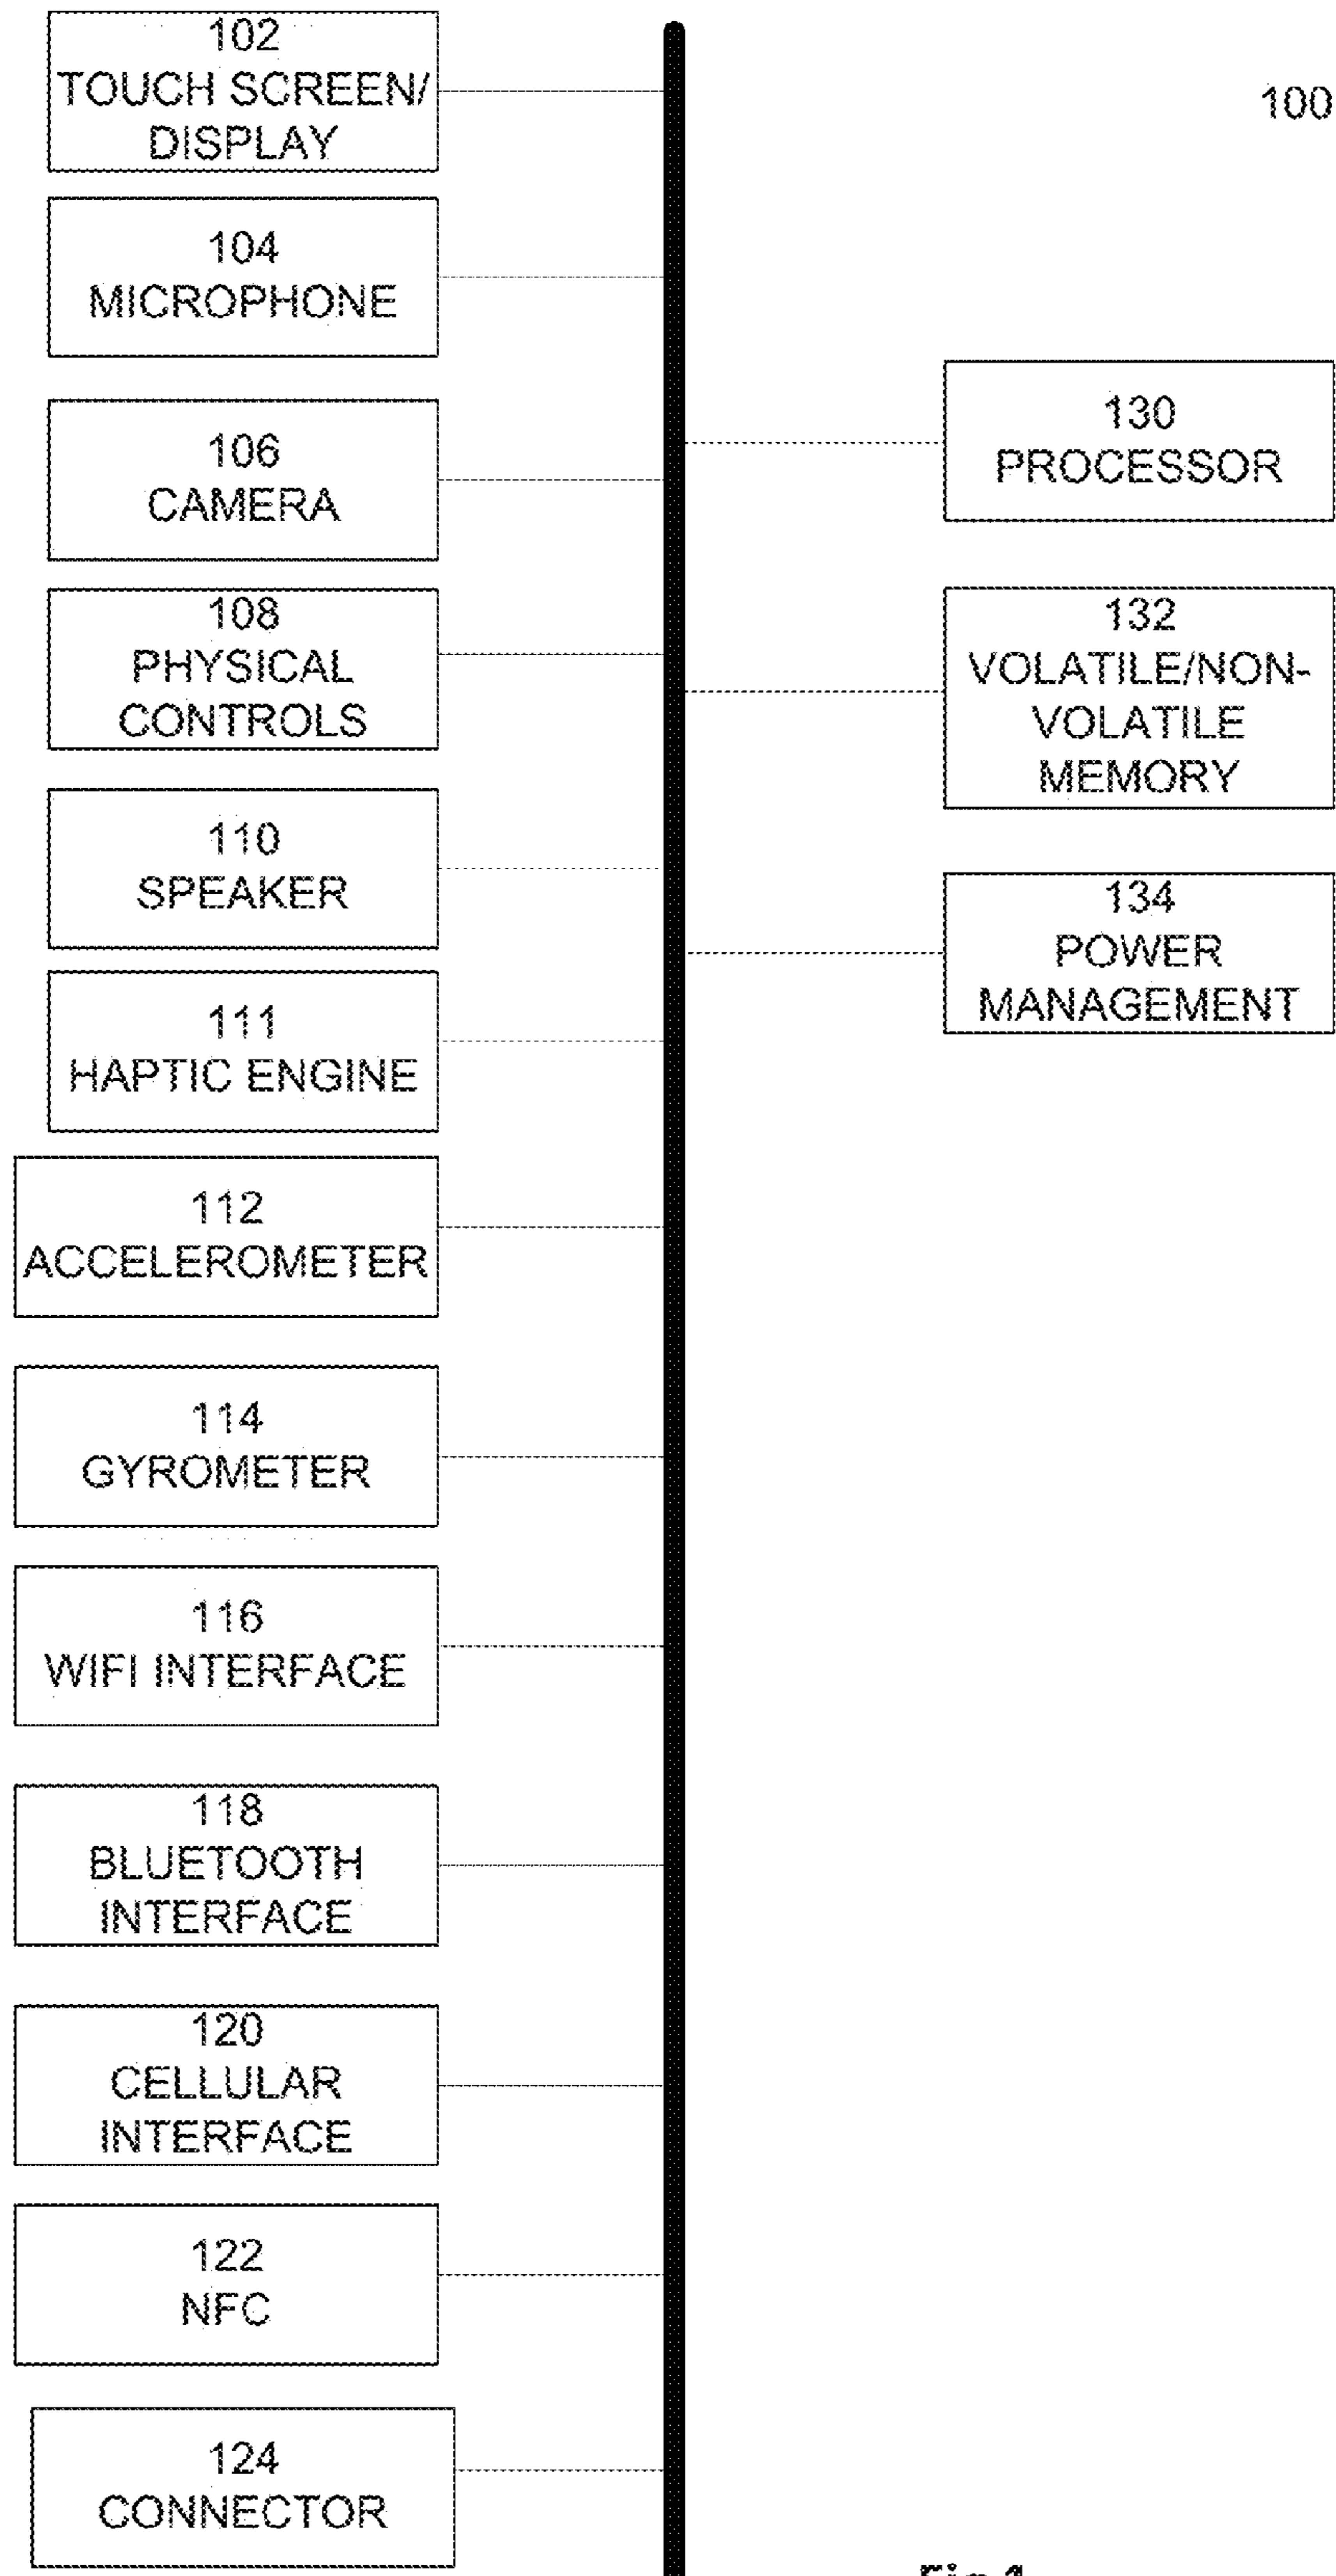 102
TOUCH SCREEN/
DISPLAY
100
104
MICROPHONE
106
CAMERA
130
PROCESSOR
108
PHYSICAL
CONTROLS
132
VOLATILE/NON-
VOLATILE
MEMORY
110
SPEAKER
134
POWER
MANAGEMENT
111
HAPTIC ENGINE
112
ACCELEROMETER
114
GYROMETER
116
WIFI INTERFACE
118
BLUETOOTH
INTERFACE
120
CELLULAR
INTERFACE
122
NFC
124
CONNECTOR